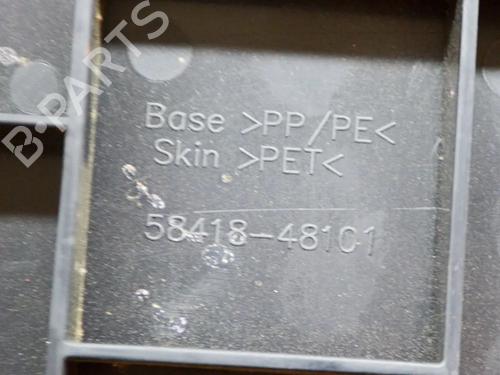 B-PARTS
Base >PP/PE<
Skin >PET<
58418-48101